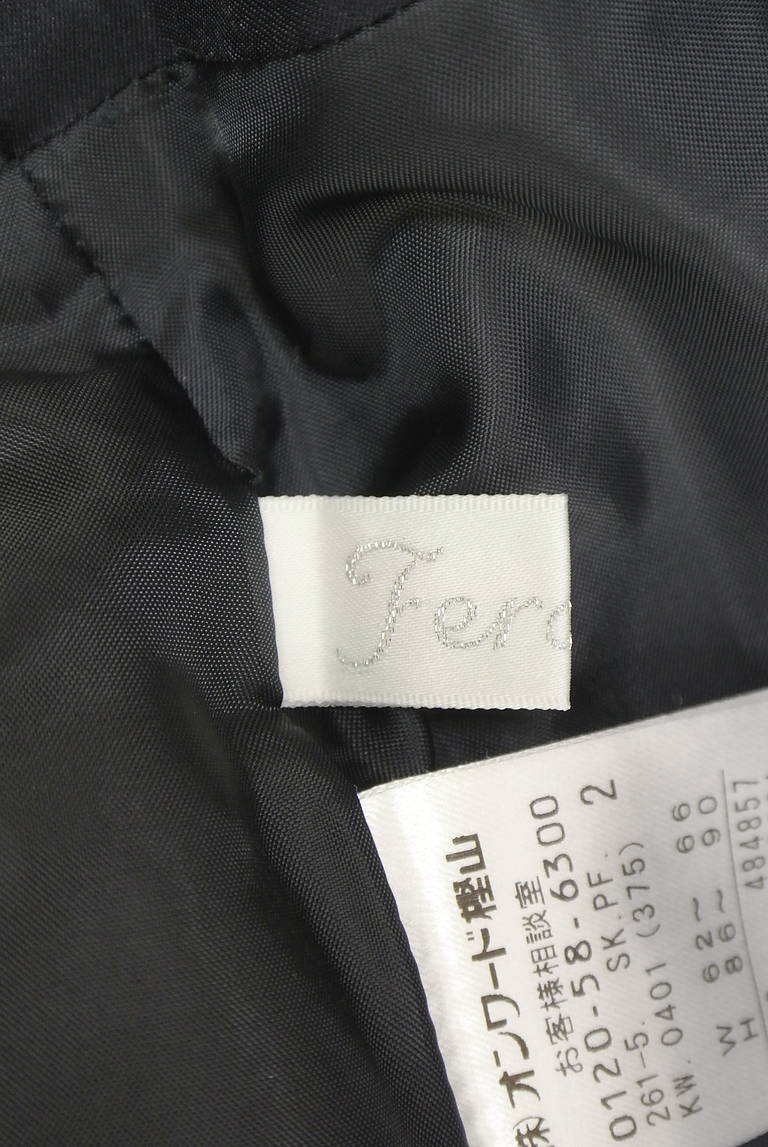 Fero
(株)オンワード樫山
お客様相談室
0120-58-6300
261-5. SK.PF. 2
KW. 0401 (375)
W 62～66
H 86～90
484857